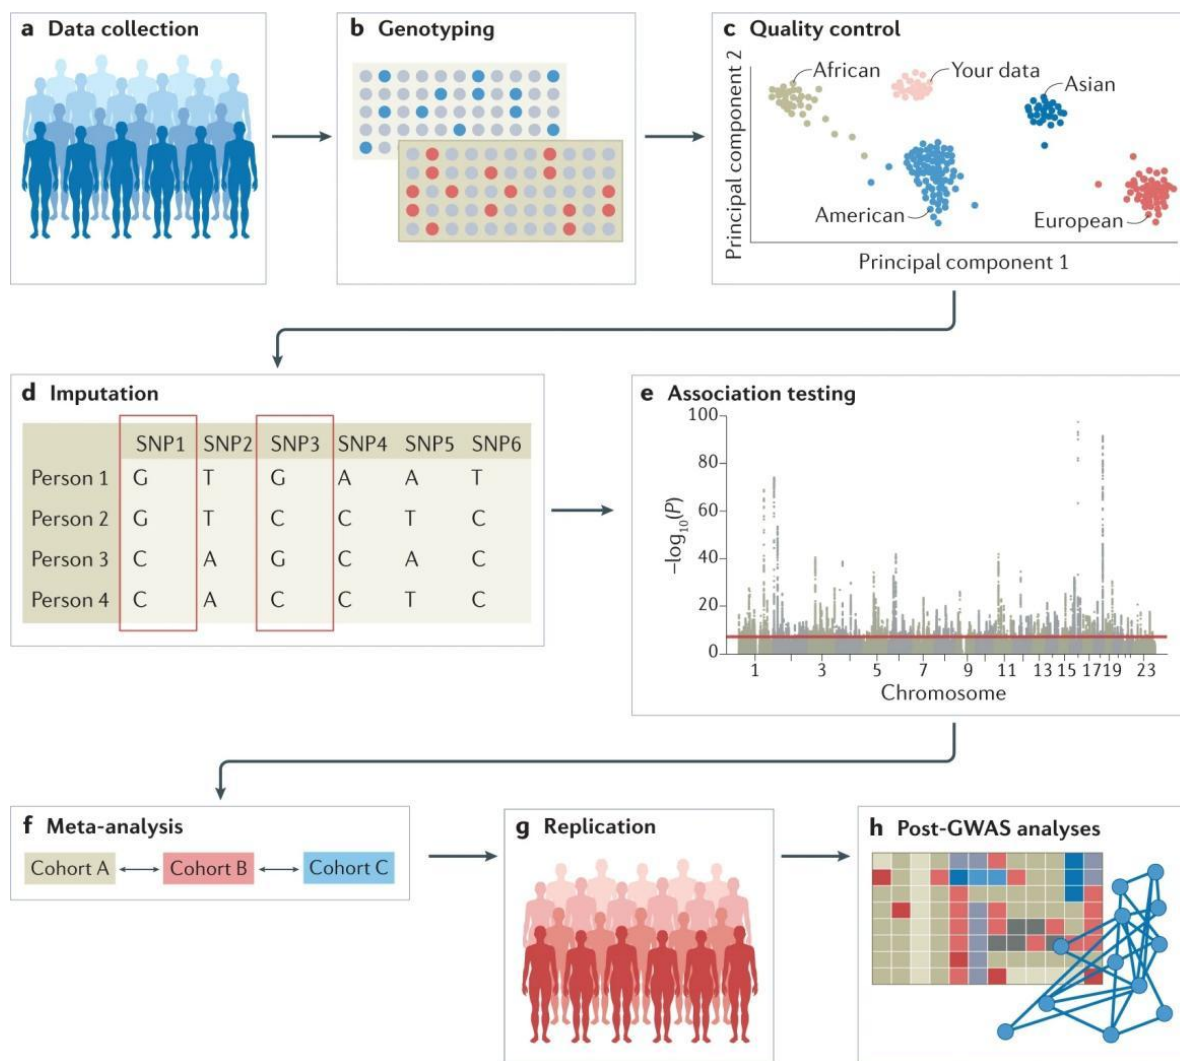 a Data collection
b Genotyping
c Quality control
Principal component 2
African
Your data
Asian
American
European
Principal component 1
d Imputation
SNP1 SNP2 SNP3 SNP4 SNP5 SNP6
Person 1 G T G A A T
Person 2 G T C C T C
Person 3 C A G C A C
Person 4 C A C C T C
e Association testing
–log₁₀(P)
100
80
60
40
20
0
1 3 5 7 9 11 13 15 17 19 23
Chromosome
f Meta-analysis
Cohort A Cohort B Cohort C
g Replication
h Post-GWAS analyses